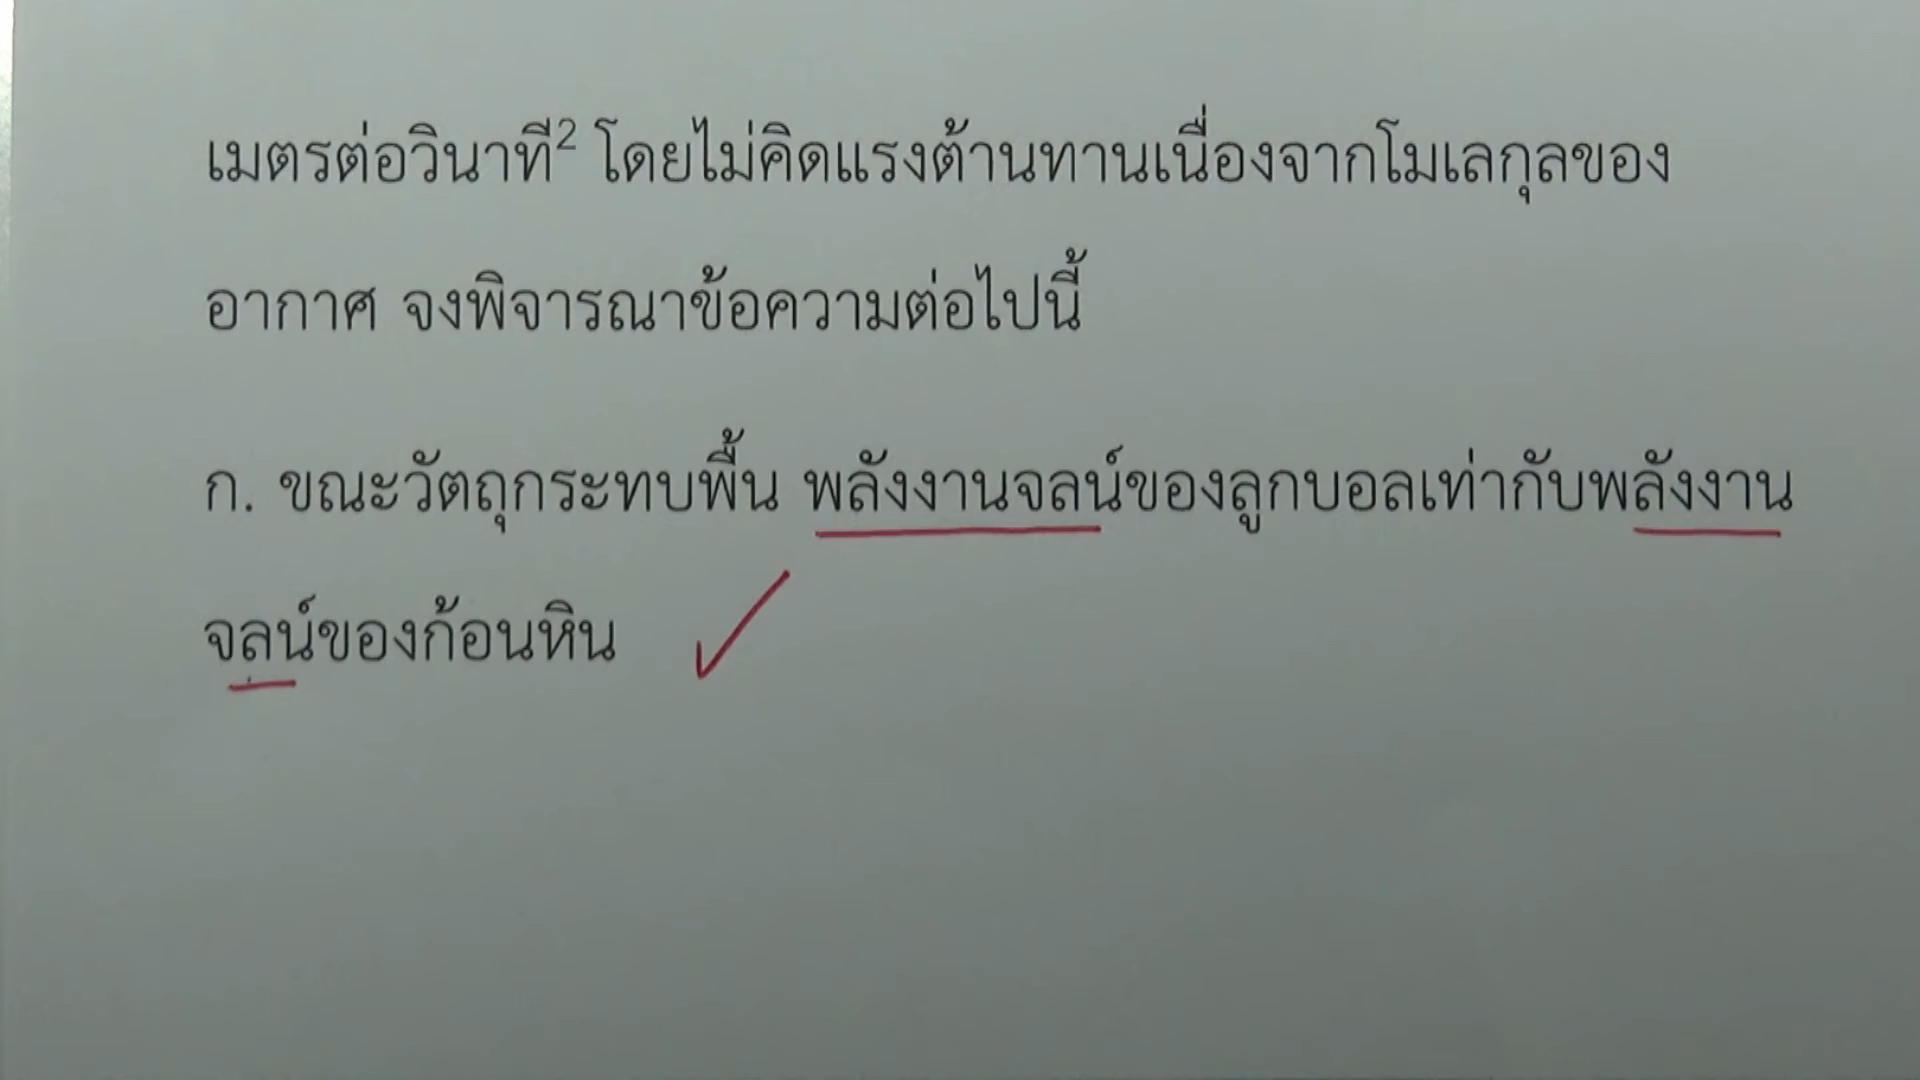 เมตรต่อวินาที² โดยไม่คิดแรงต้านทานเนื่องจากโมเลกุลของ
อากาศ จงพิจารณาข้อความต่อไปนี้
ก. ขณะวัตถุกระทบพื้น พลังงานจลน์ของลูกบอลเท่ากับพลังงาน
จลน์ของก้อนหิน